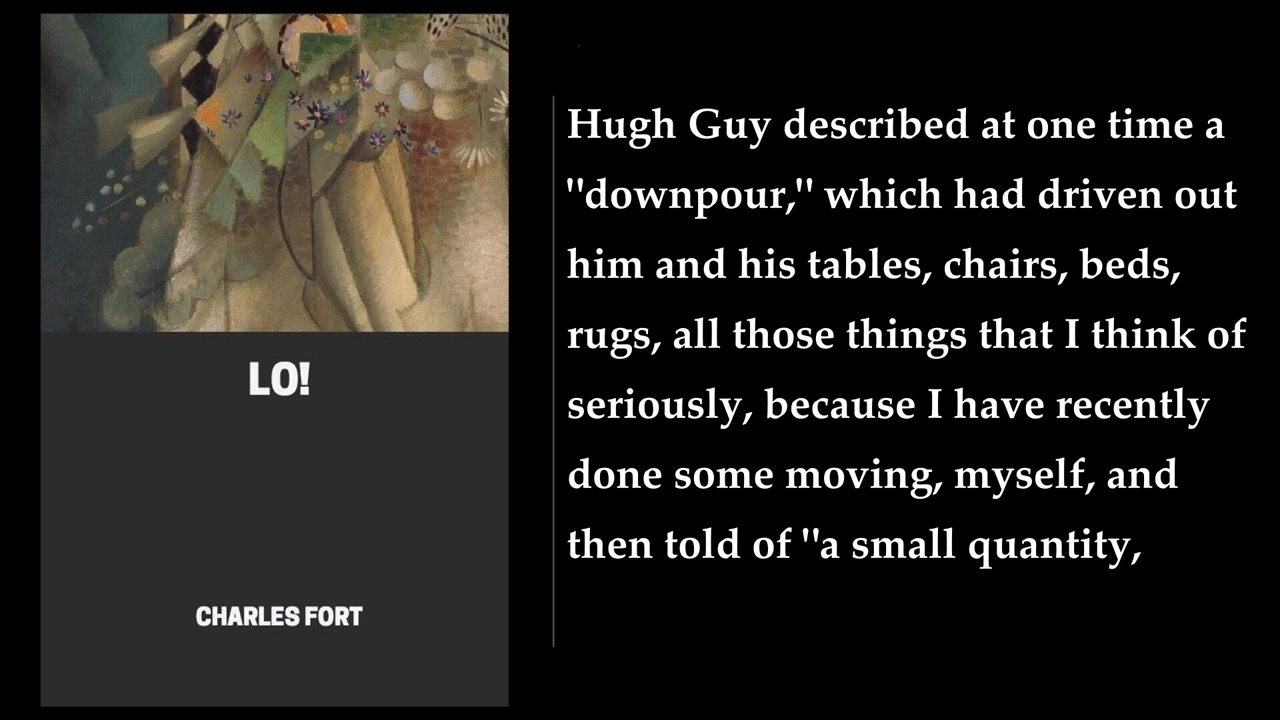 LO!
CHARLES FORT
Hugh Guy described at one time a
"downpour," which had driven out
him and his tables, chairs, beds,
rugs, all those things that I think of
seriously, because I have recently
done some moving, myself, and
then told of "a small quantity,